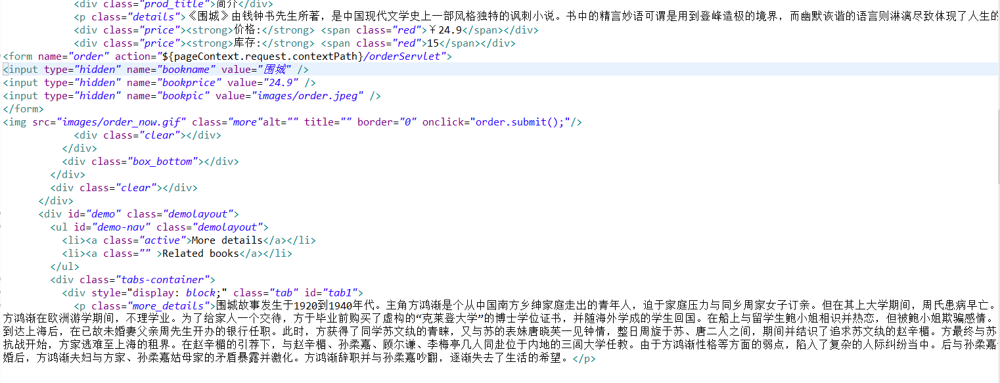 <div class="prod_title">简介</div>
<p class="details">《围城》由钱钟书先生所著，是中国现代文学史上一部风格独特的讽刺小说。书中的精言妙语可谓是用到登峰造极的境界，而幽默诙谐的语言则淋漓尽致体现了人生的
<div class="price"><strong>价格:</strong> <span class="red">￥24.9</span></div>
<div class="price"><strong>库存:</strong> <span class="red">15</span></div>
<form name="order" action="${pageContext.request.contextPath}/orderServlet">
<input type="hidden" name="bookname" value="围城" />
<input type="hidden" name="bookprice" value="24.9" />
<input type="hidden" name="bookpic" value="images/order.jpeg" />
</form>
<img src="images/order_now.gif" class="more"alt="" title="" border="0" onclick="order.submit();"/>
<div class="clear"></div>
</div>
<div class="box_bottom"></div>
</div>
<div class="clear"></div>
</div>
<div id="demo" class="demolayout">
<ul id="demo-nav" class="demolayout">
<li><a class="active">More details</a></li>
<li><a class="" >Related books</a></li>
</ul>
<div class="tabs-container">
<div style="display: block;" class="tab" id="tab1">
<p class="more_details">围城故事发生于1920到1940年代。主角方鸿渐是个从中国南方乡绅家庭走出的青年人，迫于家庭压力与同乡周家女子订亲。但在其上大学期间，周氏患病早亡。
方鸿渐在欧洲游学期间，不理学业。为了给家人一个交待，方于毕业前购买了虚构的“克莱登大学”的博士学位证书，并随海外学成的学生回国。在船上与留学生鲍小姐相识并热恋，但被鲍小姐欺骗感情。
到达上海后，在已故未婚妻父亲周先生开办的银行任职。此时，方获得了同学苏文纨的青睐，又与苏的表妹唐晓芙一见钟情，整日周旋于苏、唐二人之间，期间并结识了追求苏文纨的赵辛楣。方最终与苏
抗战开始，方家逃难至上海的租界。在赵辛楣的引荐下，与赵辛楣、孙柔嘉、顾尔谦、李梅亭几人同赴位于内地的三闾大学任教。由于方鸿渐性格等方面的弱点，陷入了复杂的人际纠纷当中。后与孙柔嘉
婚后，方鸿渐夫妇与方家、孙柔嘉姑母家的矛盾暴露并激化。方鸿渐辞职并与孙柔嘉吵翻，逐渐失去了生活的希望。</p>